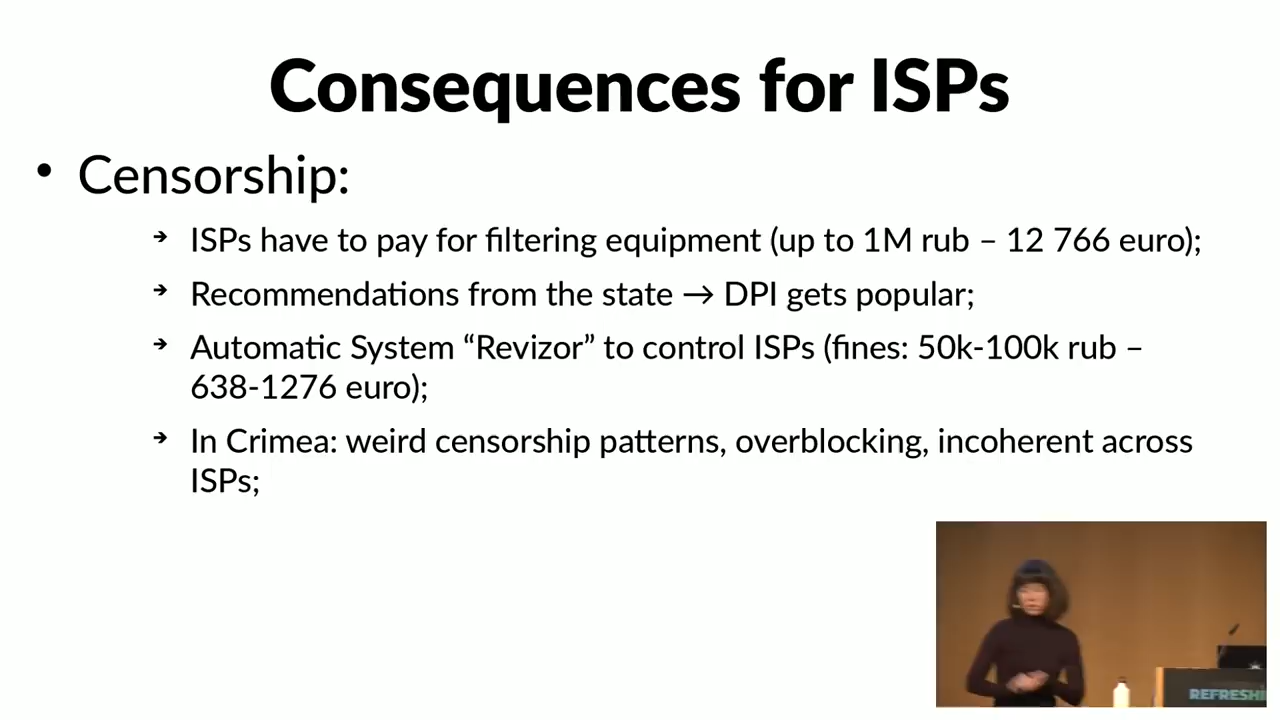 Consequences for ISPs
• Censorship:
➔ ISPs have to pay for filtering equipment (up to 1M rub – 12 766 euro);
➔ Recommendations from the state → DPI gets popular;
➔ Automatic System “Revizor” to control ISPs (fines: 50k-100k rub –
638-1276 euro);
➔ In Crimea: weird censorship patterns, overblocking, incoherent across
ISPs;
REFRESHI